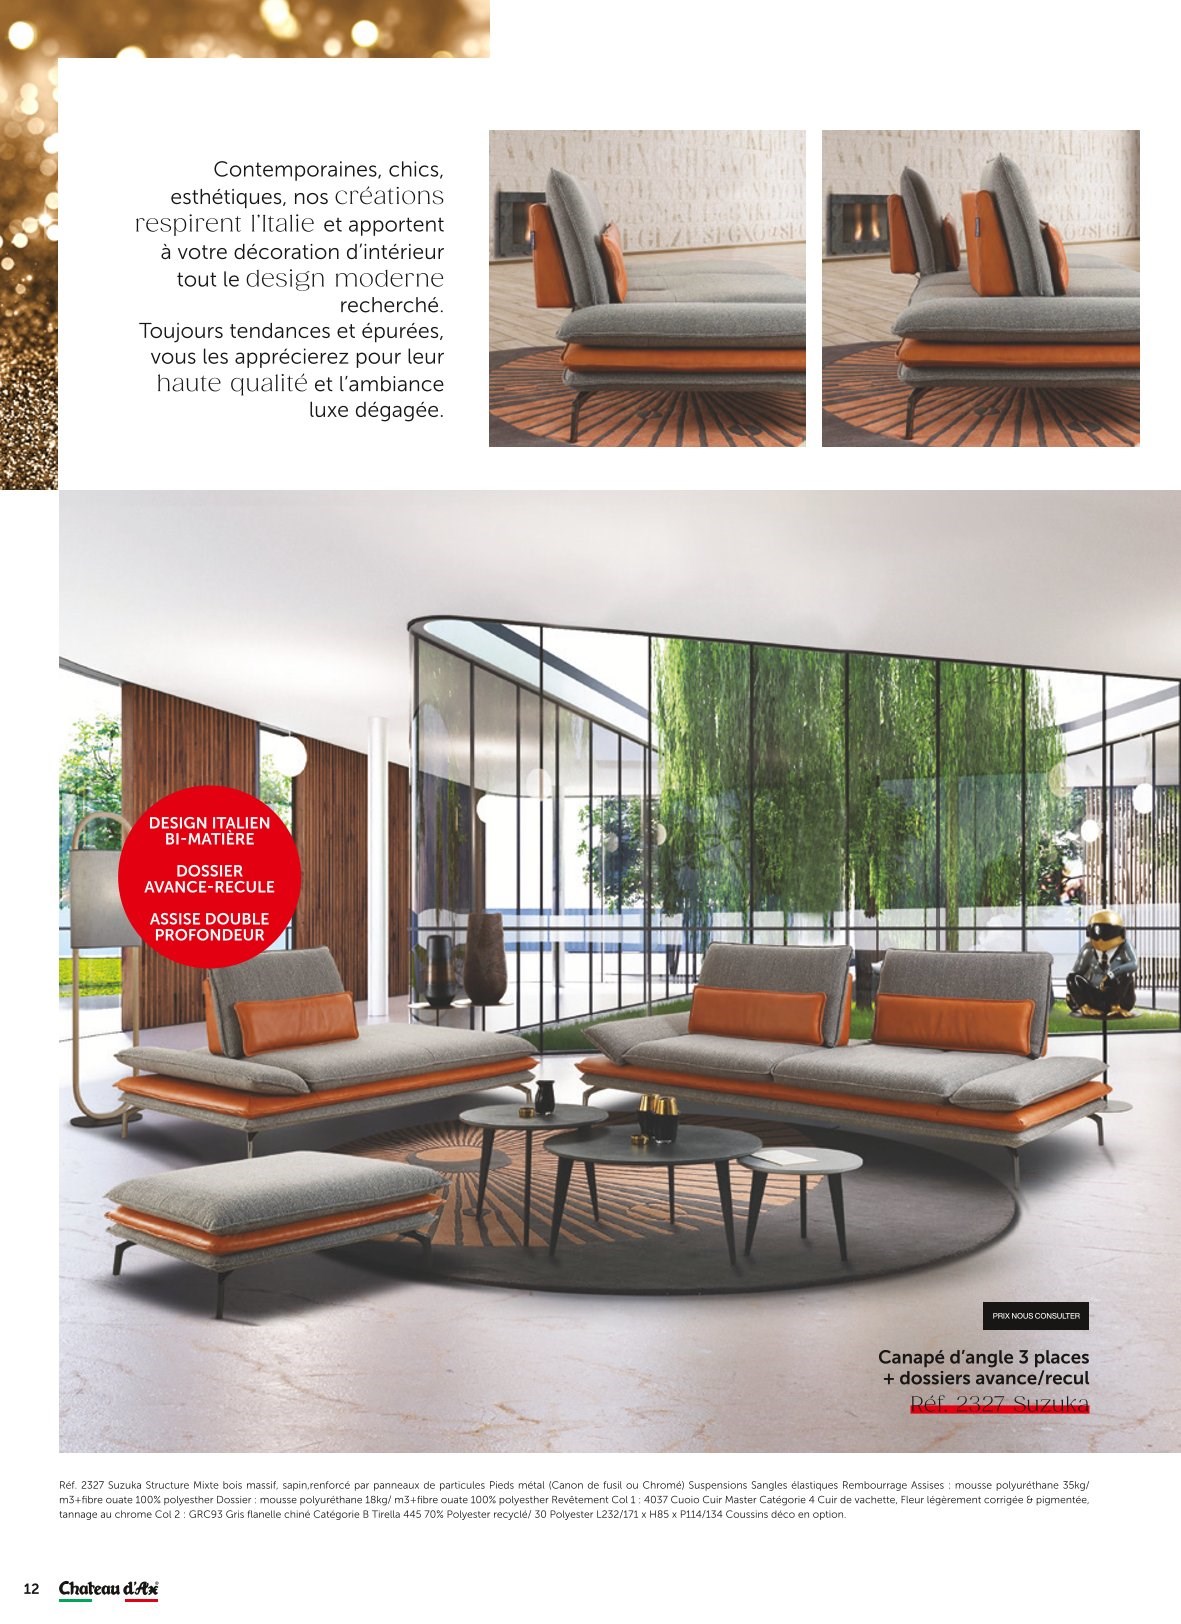 Contemporaines, chics,
esthétiques, nos créations
respirent l'Italie et apportent
à votre décoration d'intérieur
tout le design moderne
recherché.
Toujours tendances et épurées,
vous les apprécierez pour leur
haute qualité et l'ambiance
luxe dégagée.
DESIGN ITALIEN
BI-MATIÈRE
DOSSIER
AVANCE-RECULE
ASSISE DOUBLE
PROFONDEUR
PRIX NOUS CONSULTER
Canapé d'angle 3 places
+ dossiers avance/recul
Réf. 2327 Suzuka
Réf. 2327 Suzuka Structure Mixte bois massif, sapin,renforcé par panneaux de particules Pieds métal (Canon de fusil ou Chromé) Suspensions Sangles élastiques Rembourrage Assises : mousse polyuréthane 35kg/
m3+fibre ouate 100% polyesther Dossier : mousse polyuréthane 18kg/ m3+fibre ouate 100% polyesther Revêtement Col 1 : 4037 Cuoio Cuir Master Catégorie 4 Cuir de vachette, Fleur légèrement corrigée & pigmentée,
tannage au chrome Col 2 : GRC93 Gris flanelle chiné Catégorie B Tirella 445 70% Polyester recyclé/ 30 Polyester L232/171 x H85 x P114/134 Coussins déco en option.
12 Chateau d'Ax®